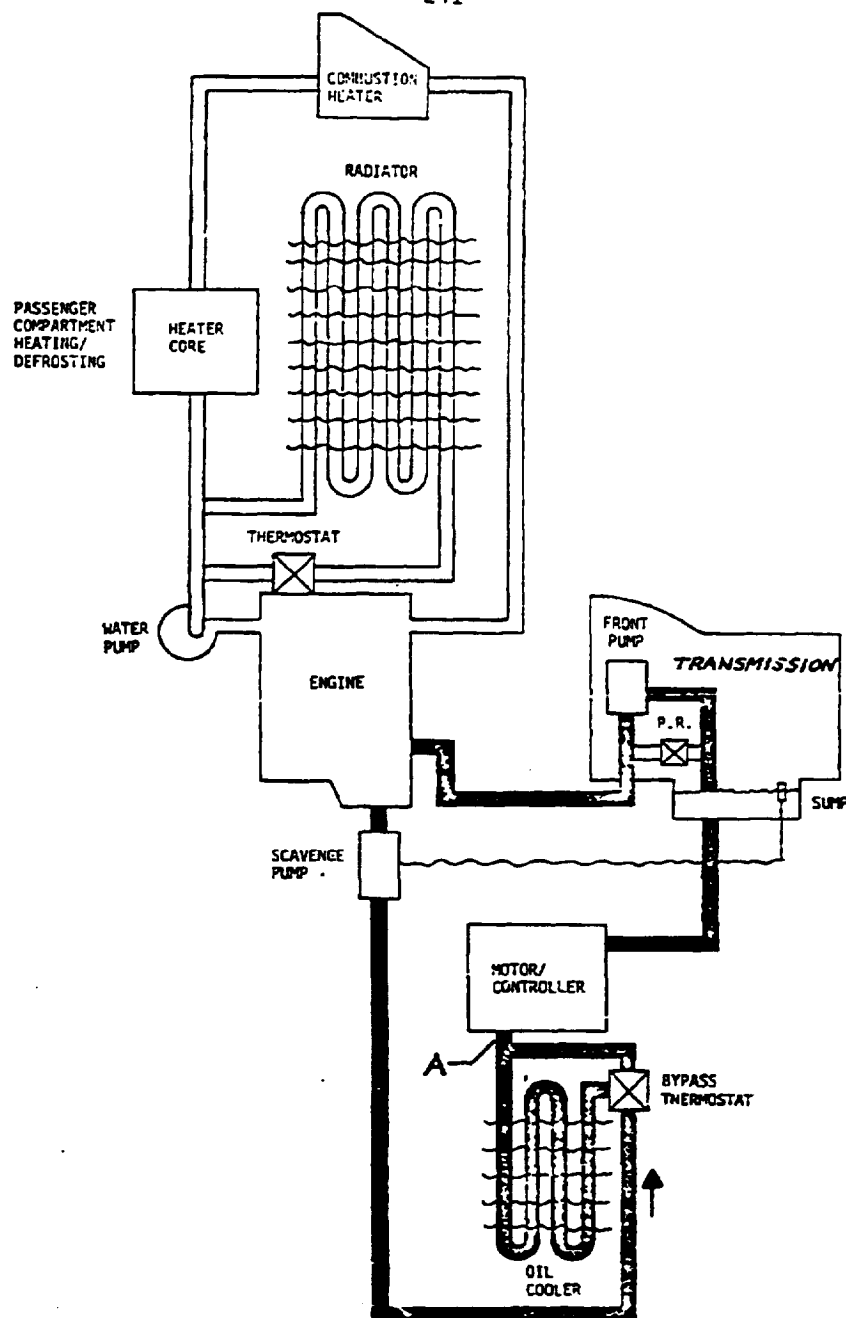 COMBUSTION
HEATER
RADIATOR
PASSENGER
COMPARTMENT
HEATING/
DEFROSTING
HEATER
CORE
THERMOSTAT
WATER
PUMP
ENGINE
FRONT
PUMP
TRANSMISSION
P.R.
SUMP
SCAVENGE
PUMP
MOTOR/
CONTROLLER
A
BYPASS
THERMOSTAT
OIL
COOLER